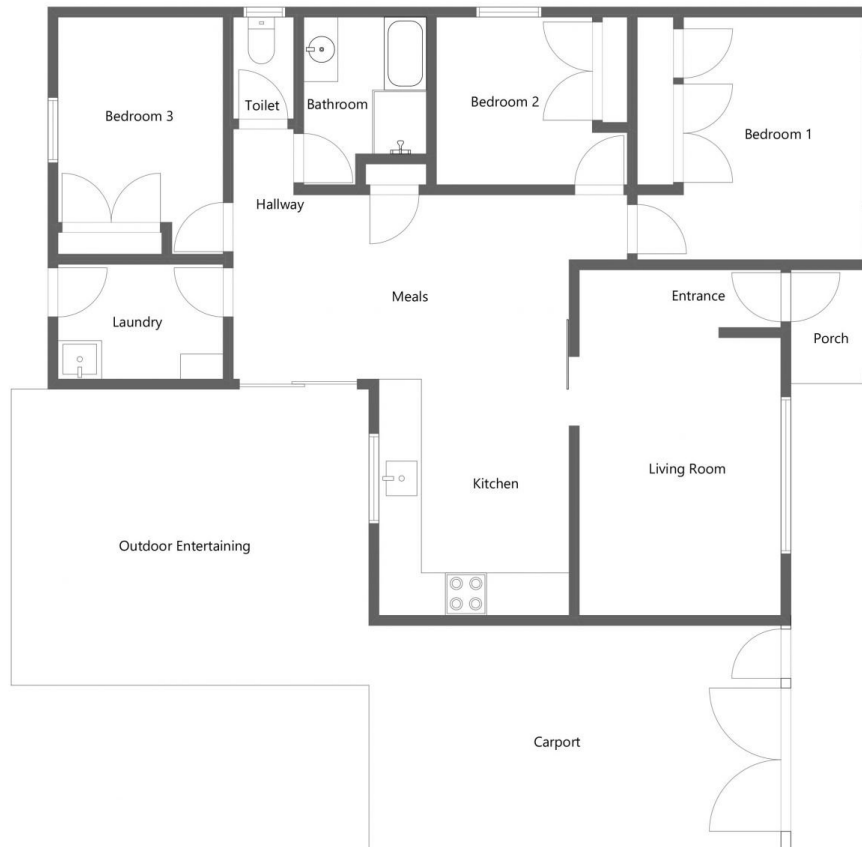 Bedroom 3
Toilet
Bathroom
Bedroom 2
Bedroom 1
Hallway
Meals
Entrance
Laundry
Porch
Living Room
Kitchen
Outdoor Entertaining
Carport